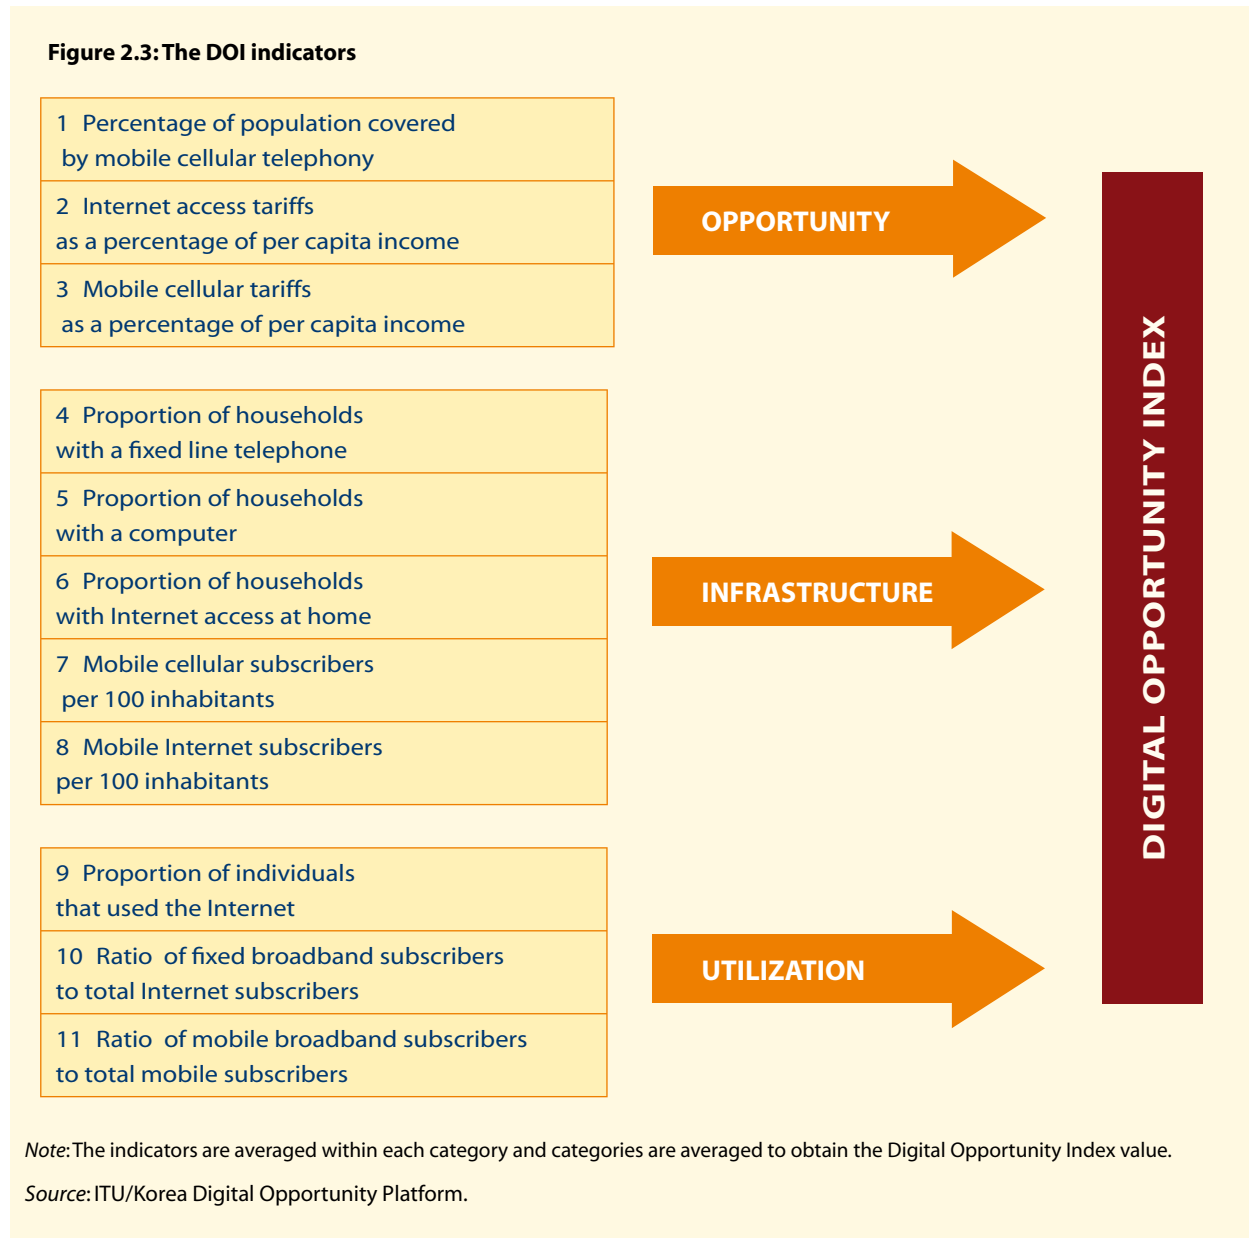 Figure 2.3: The DOI indicators
1 Percentage of population covered
by mobile cellular telephony
2 Internet access tariffs
as a percentage of per capita income
3 Mobile cellular tariffs
as a percentage of per capita income
OPPORTUNITY
4 Proportion of households
with a fixed line telephone
5 Proportion of households
with a computer
6 Proportion of households
with Internet access at home
7 Mobile cellular subscribers
per 100 inhabitants
8 Mobile Internet subscribers
per 100 inhabitants
INFRASTRUCTURE
9 Proportion of individuals
that used the Internet
10 Ratio of fixed broadband subscribers
to total Internet subscribers
11 Ratio of mobile broadband subscribers
to total mobile subscribers
UTILIZATION
DIGITAL OPPORTUNITY INDEX
Note: The indicators are averaged within each category and categories are averaged to obtain the Digital Opportunity Index value.
Source: ITU/Korea Digital Opportunity Platform.